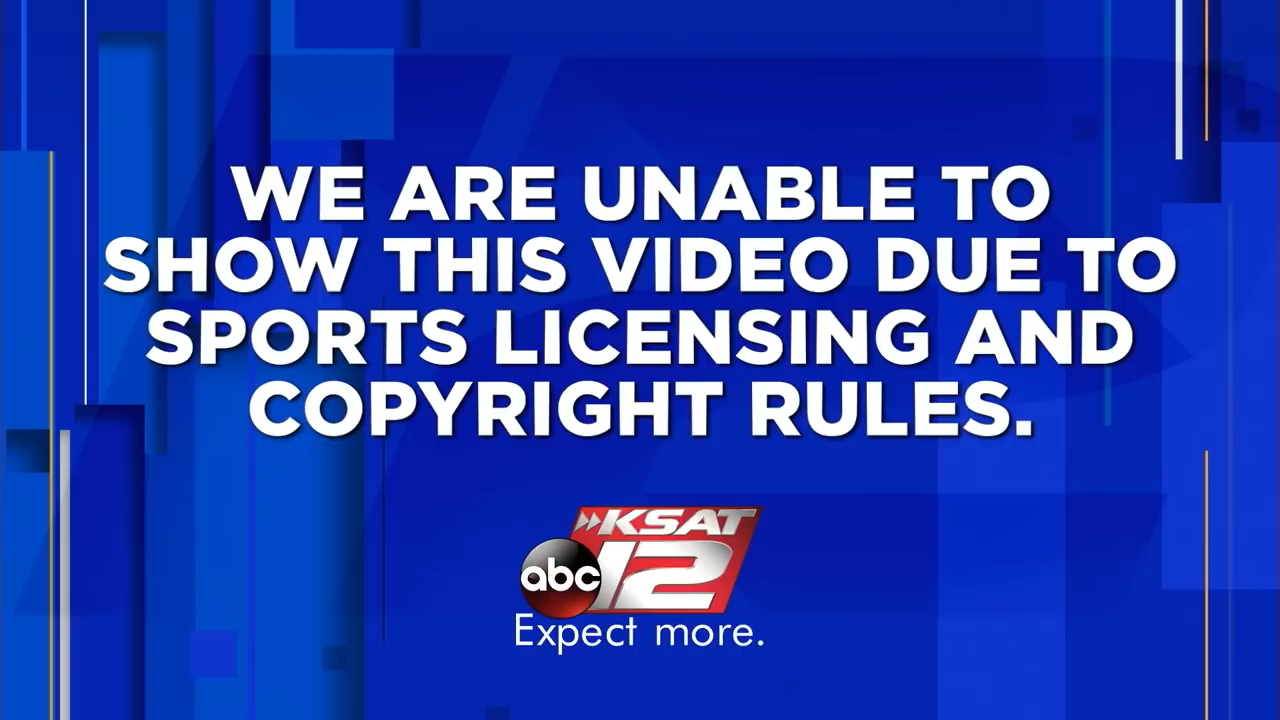 WE ARE UNABLE TO
SHOW THIS VIDEO DUE TO
SPORTS LICENSING AND
COPYRIGHT RULES.
KSAT
abc 12
Expect more.